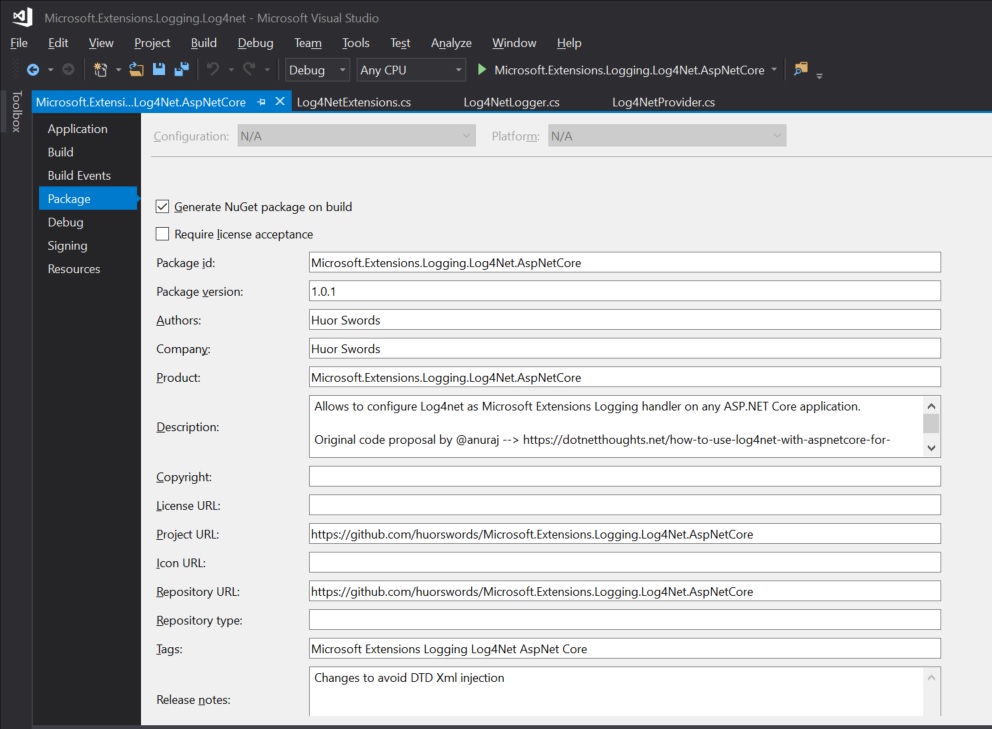 Microsoft.Extensions.Logging.Log4net - Microsoft Visual Studio
File Edit View Project Build Debug Team Tools Test Analyze Window Help
Debug Any CPU Microsoft.Extensions.Logging.Log4Net.AspNetCore
Toolbox
Microsoft.Extensi...Log4Net.AspNetCore Log4NetExtensions.cs Log4NetLogger.cs Log4NetProvider.cs
Application
Build
Build Events
Package
Debug
Signing
Resources
Configuration: N/A Platform: N/A
Generate NuGet package on build
Require license acceptance
Package id: Microsoft.Extensions.Logging.Log4Net.AspNetCore
Package version: 1.0.1
Authors: Huor Swords
Company: Huor Swords
Product: Microsoft.Extensions.Logging.Log4Net.AspNetCore
Description: Allows to configure Log4net as Microsoft Extensions Logging handler on any ASP.NET Core application.
Original code proposal by @anuraj --> https://dotnetthoughts.net/how-to-use-log4net-with-aspnetcore-for-
Copyright:
License URL:
Project URL: https://github.com/huorswords/Microsoft.Extensions.Logging.Log4Net.AspNetCore
Icon URL:
Repository URL: https://github.com/huorswords/Microsoft.Extensions.Logging.Log4Net.AspNetCore
Repository type:
Tags: Microsoft Extensions Logging Log4Net AspNet Core
Release notes: Changes to avoid DTD Xml injection